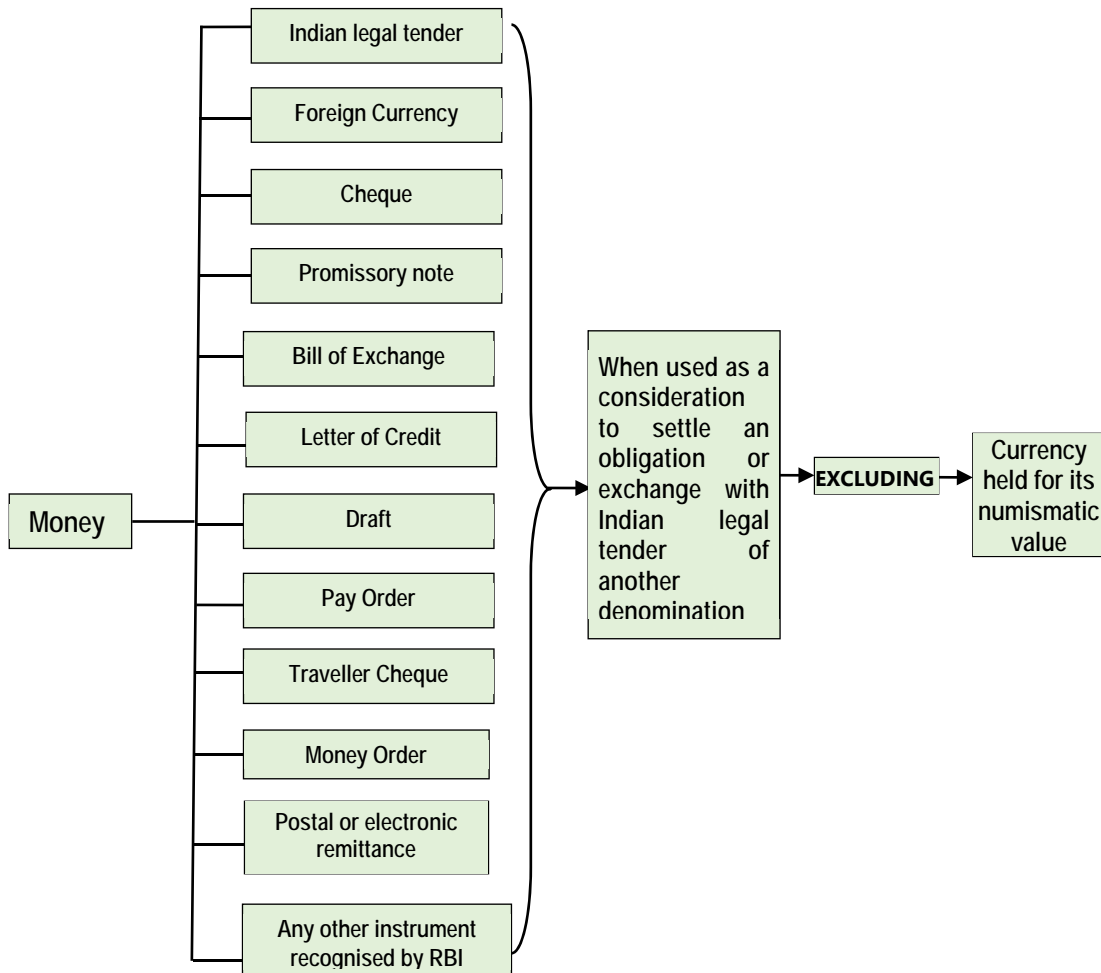 Money
Indian legal tender
Foreign Currency
Cheque
Promissory note
Bill of Exchange
Letter of Credit
Draft
Pay Order
Traveller Cheque
Money Order
Postal or electronic
remittance
Any other instrument
recognised by RBI
When used as a
consideration
to settle an
obligation or
exchange with
Indian legal
tender of
another
denomination
EXCLUDING
Currency
held for its
numismatic
value